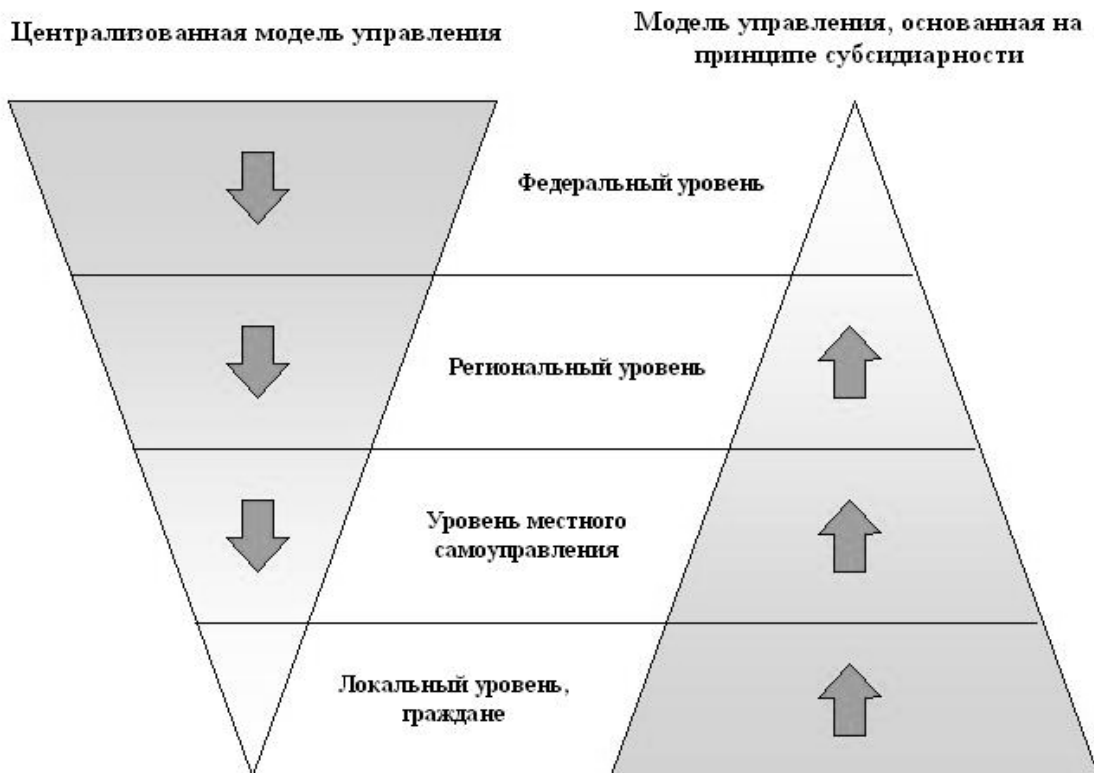 Централизованная модель управления
Модель управления, основанная на
принципе субсидиарности
Федеральный уровень
Региональный уровень
Уровень местного
самоуправления
Локальный уровень,
граждане